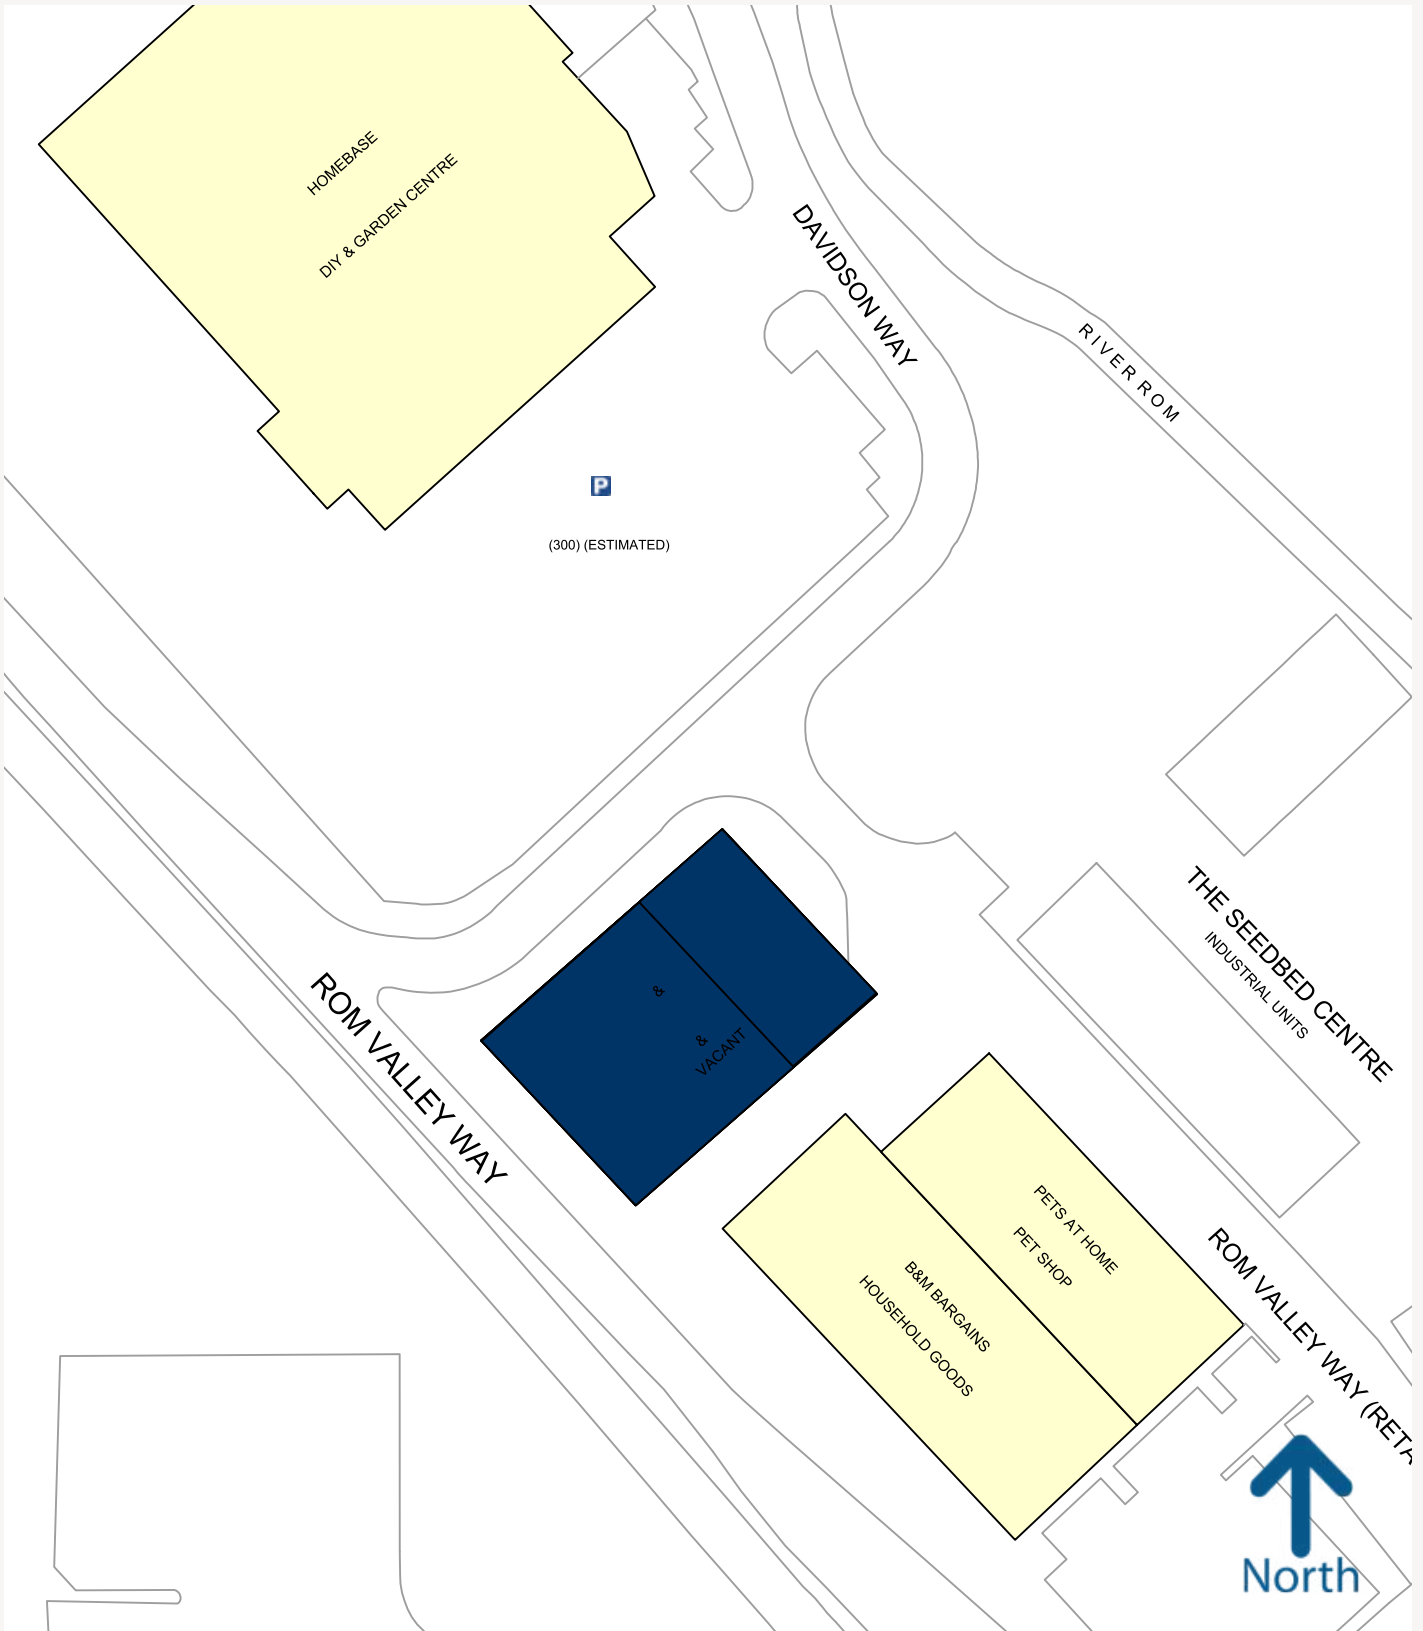 HOMEBASE
DIY & GARDEN CENTRE
DAVIDSON WAY
RIVER ROM
P
(300) (ESTIMATED)
THE SEEDBED CENTRE
INDUSTRIAL UNITS
ROM VALLEY WAY
&
&
VACANT
PETS AT HOME
PET SHOP
B&M BARGAINS
HOUSEHOLD GOODS
ROM VALLEY WAY (RETA
North